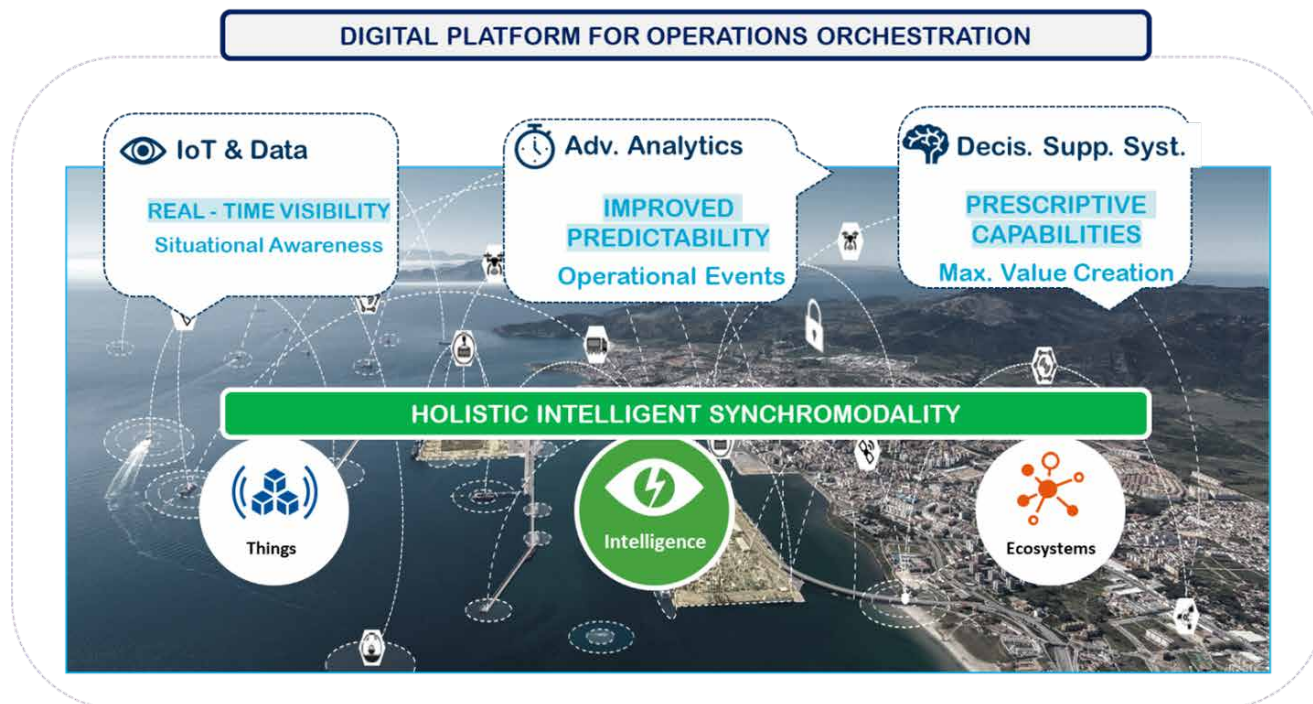 DIGITAL PLATFORM FOR OPERATIONS ORCHESTRATION
IoT & Data
REAL - TIME VISIBILITY
Situational Awareness
Adv. Analytics
IMPROVED
PREDICTABILITY
Operational Events
Decis. Supp. Syst.
PRESCRIPTIVE
CAPABILITIES
Max. Value Creation
HOLISTIC INTELLIGENT SYNCHROMODALITY
Things
Intelligence
Ecosystems